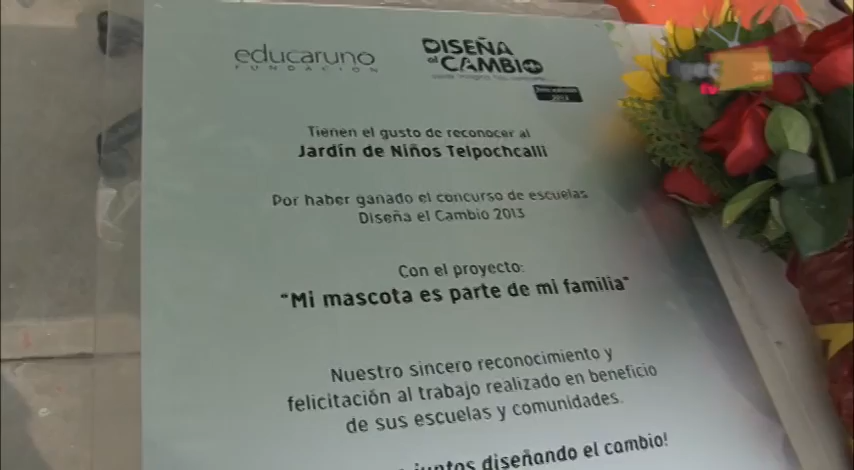 educaruno
FUNDACIÓN
DISEÑA
el CAMBIO
2013
Tienen el gusto de reconocer al
Jardín de Niños Telpochcalli
Por haber ganado el concurso de escuelas
Diseña el Cambio 2013
Con el proyecto:
"Mi mascota es parte de mi familia"
Nuestro sincero reconocimiento y
felicitación al trabajo realizado en beneficio
de sus escuelas y comunidades.
juntos diseñando el cambio!